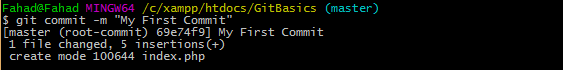 Fahad@Fahad MINGW64 /c/xampp/htdocs/GitBasics (master)
$ git commit -m "My First Commit"
[master (root-commit) 69e74f9] My First Commit
 1 file changed, 5 insertions(+)
 create mode 100644 index.php